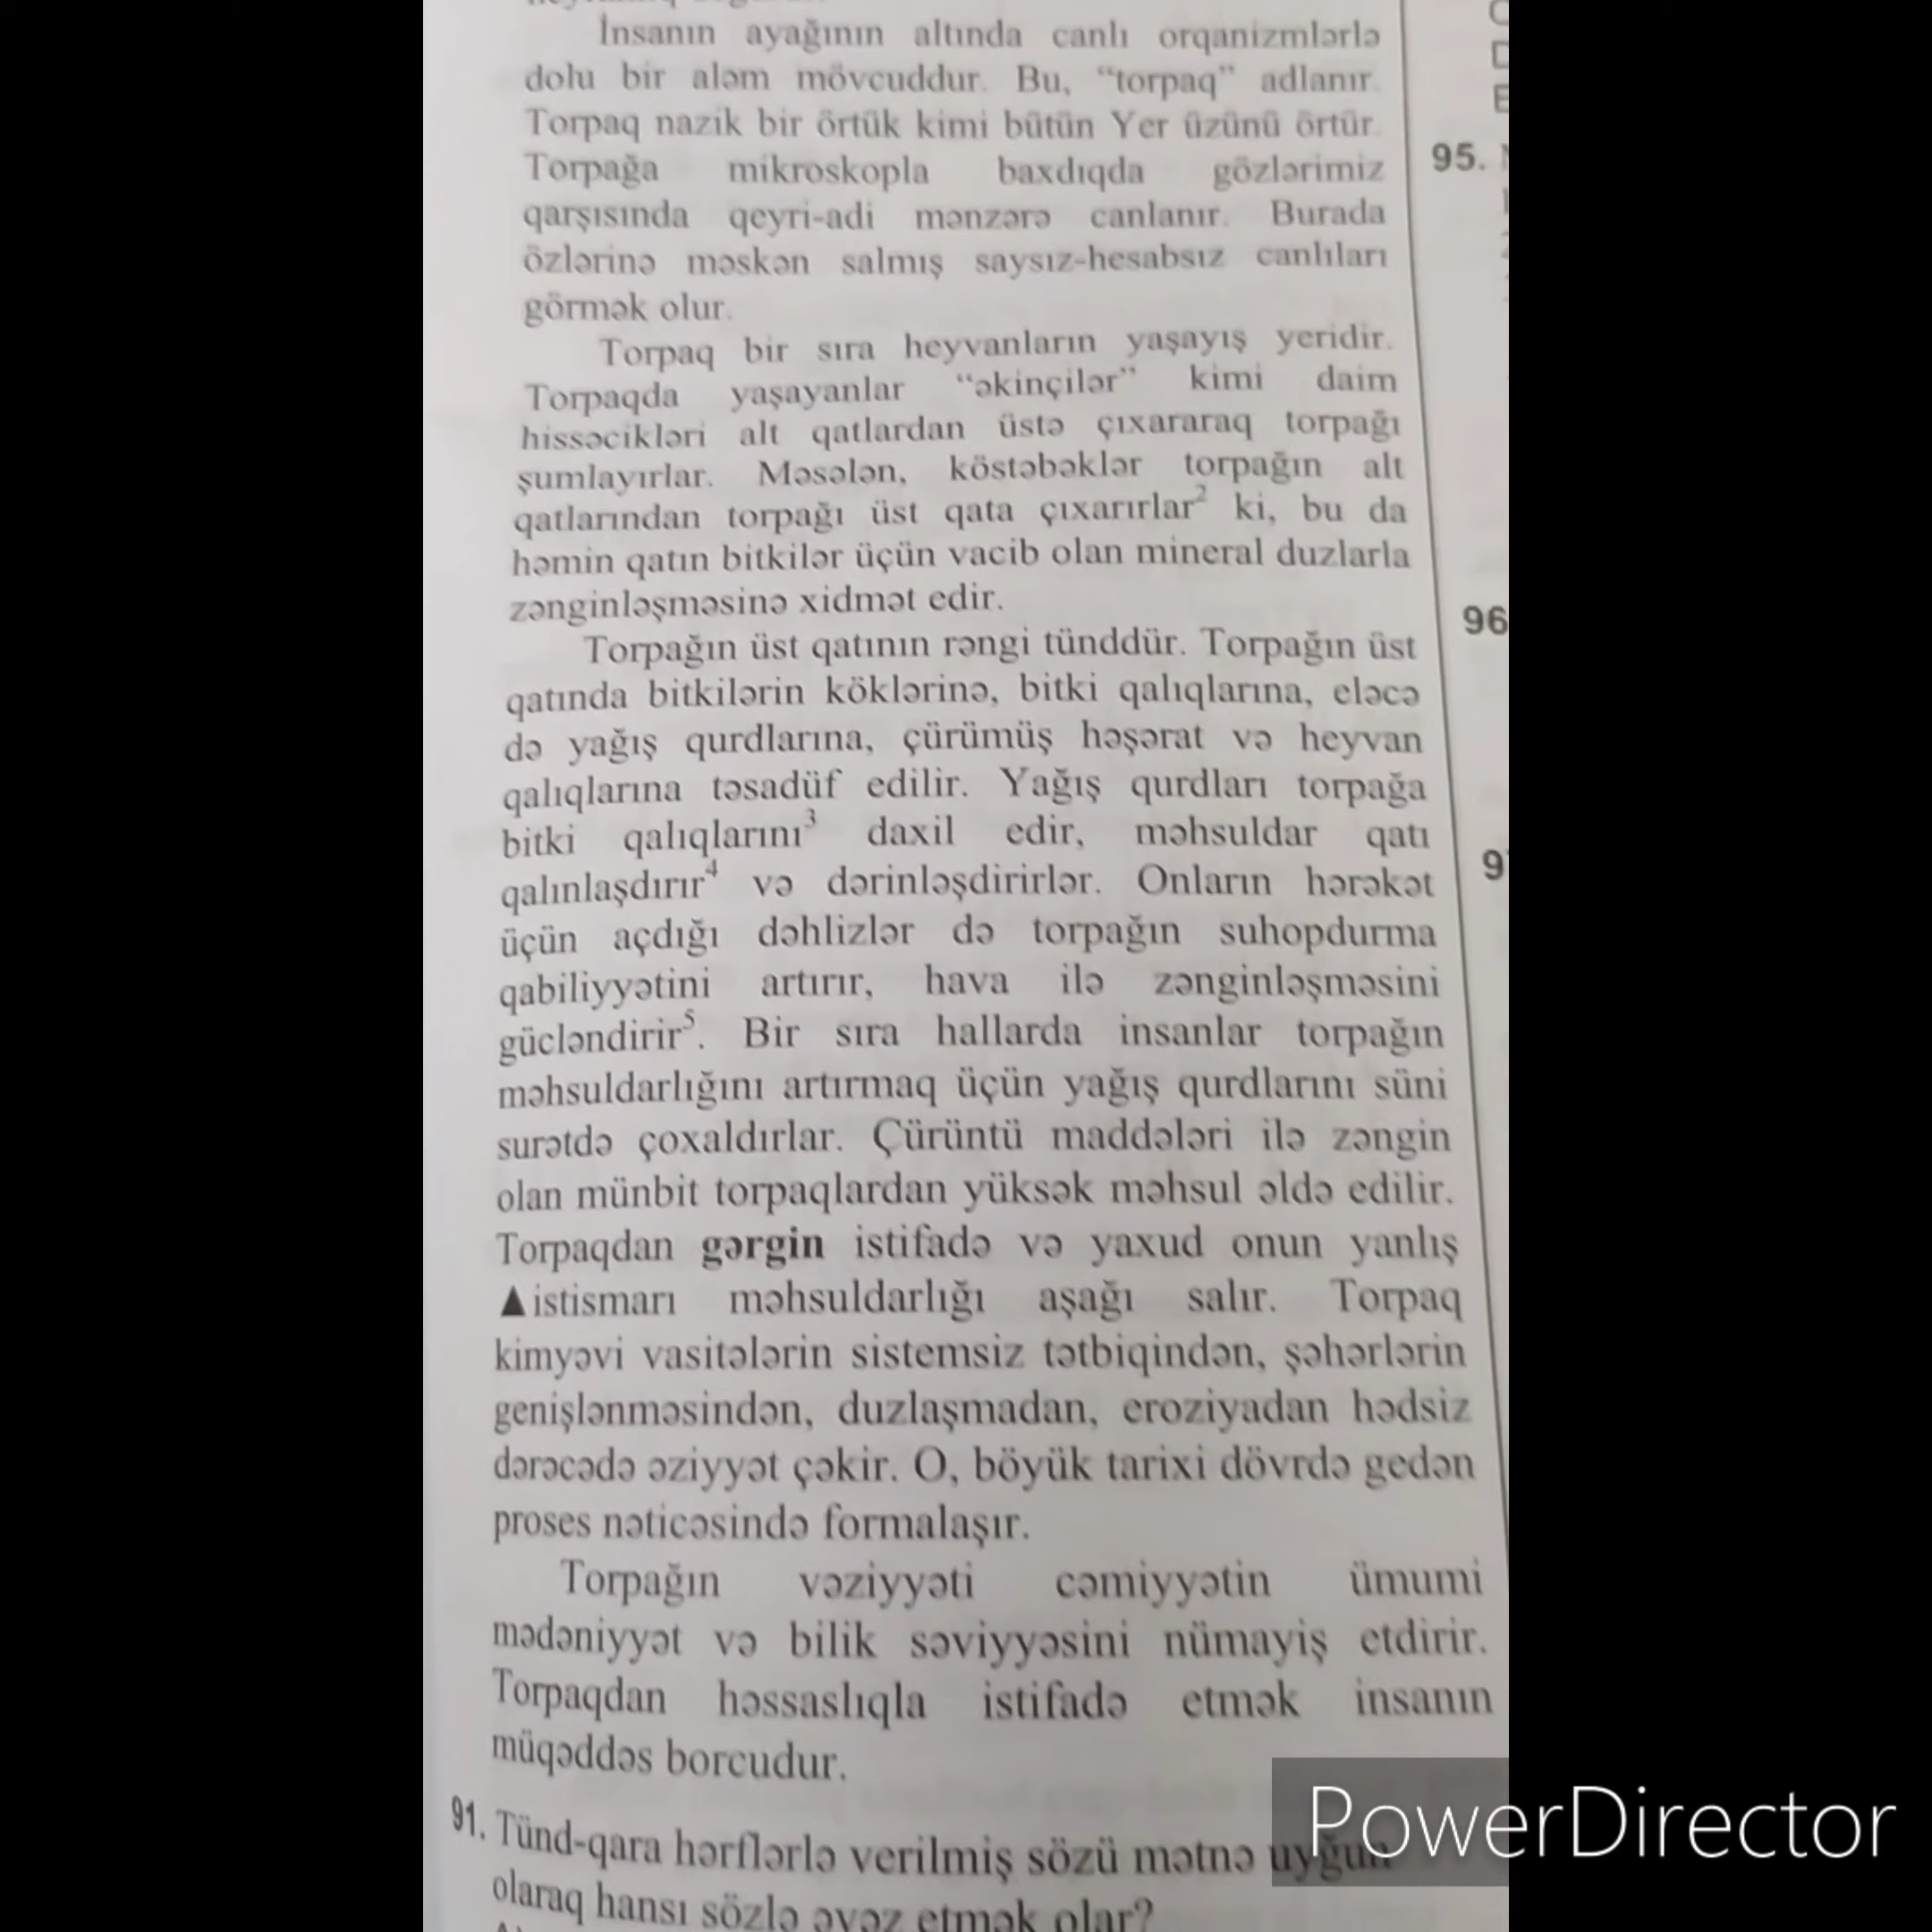 İnsanın ayağının altında canlı orqanizmlərlə
dolu bir aləm mövcuddur. Bu, “torpaq” adlanır.
Torpaq nazik bir örtük kimi bütün Yer üzünü örtür.
Torpağa mikroskopla baxdıqda gözlərimiz
qarşısında qeyri-adi mənzərə canlanır. Burada
özlərinə məskən salmış saysız-hesabsız canlıları
görmək olur.
Torpaq bir sıra heyvanların yaşayış yeridir.
Torpaqda yaşayanlar “əkinçilər” kimi daim
hissəcikləri alt qatlardan üstə çıxararaq torpağı
şumlayırlar. Məsələn, köstəbəklər torpağın alt
qatlarından torpağı üst qata çıxarırlar² ki, bu da
həmin qatın bitkilər üçün vacib olan mineral duzlarla
zənginləşməsinə xidmət edir.
Torpağın üst qatının rəngi tünddür. Torpağın üst
qatında bitkilərin köklərinə, bitki qalıqlarına, eləcə
də yağış qurdlarına, çürümüş həşərat və heyvan
qalıqlarına təsadüf edilir. Yağış qurdları torpağa
bitki qalıqlarını³ daxil edir, məhsuldar qatı
qalınlaşdırır⁴ və dərinləşdirirlər. Onların hərəkət
üçün açdığı dəhlizlər də torpağın suhopdurma
qabiliyyətini artırır, hava ilə zənginləşməsini
gücləndirir⁵. Bir sıra hallarda insanlar torpağın
məhsuldarlığını artırmaq üçün yağış qurdlarını süni
surətdə çoxaldırlar. Çürüntü maddələri ilə zəngin
olan münbit torpaqlardan yüksək məhsul əldə edilir.
Torpaqdan gərgin istifadə və yaxud onun yanlış
▲istismarı məhsuldarlığı aşağı salır. Torpaq
kimyəvi vasitələrin sistemsiz tətbiqindən, şəhərlərin
genişlənməsindən, duzlaşmadan, eroziyadan hədsiz
dərəcədə əziyyət çəkir. O, böyük tarixi dövrdə gedən
proses nəticəsində formalaşır.
Torpağın vəziyyəti cəmiyyətin ümumi
mədəniyyət və bilik səviyyəsini nümayiş etdirir.
Torpaqdan həssaslıqla istifadə etmək insanın
müqəddəs borcudur.
91. Tünd-qara hərflərlə verilmiş sözü mətnə uyğun
olaraq hansı sözlə əvəz etmək olar?
95.
96
9
PowerDirector